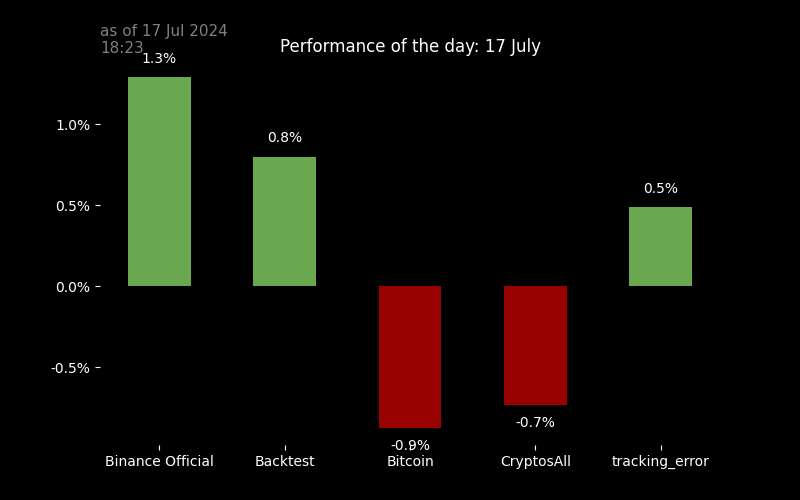 as of 17 Jul 2024
18:23
Performance of the day: 17 July
1.3%
1.0%
0.8%
0.5%
0.5%
0.0%
-0.5%
-0.7%
-0.9%
Binance Official
Backtest
Bitcoin
CryptosAll
tracking_error